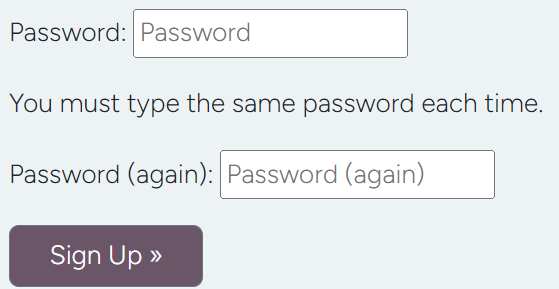 Password: Password
You must type the same password each time.
Password (again): Password (again)
Sign Up »